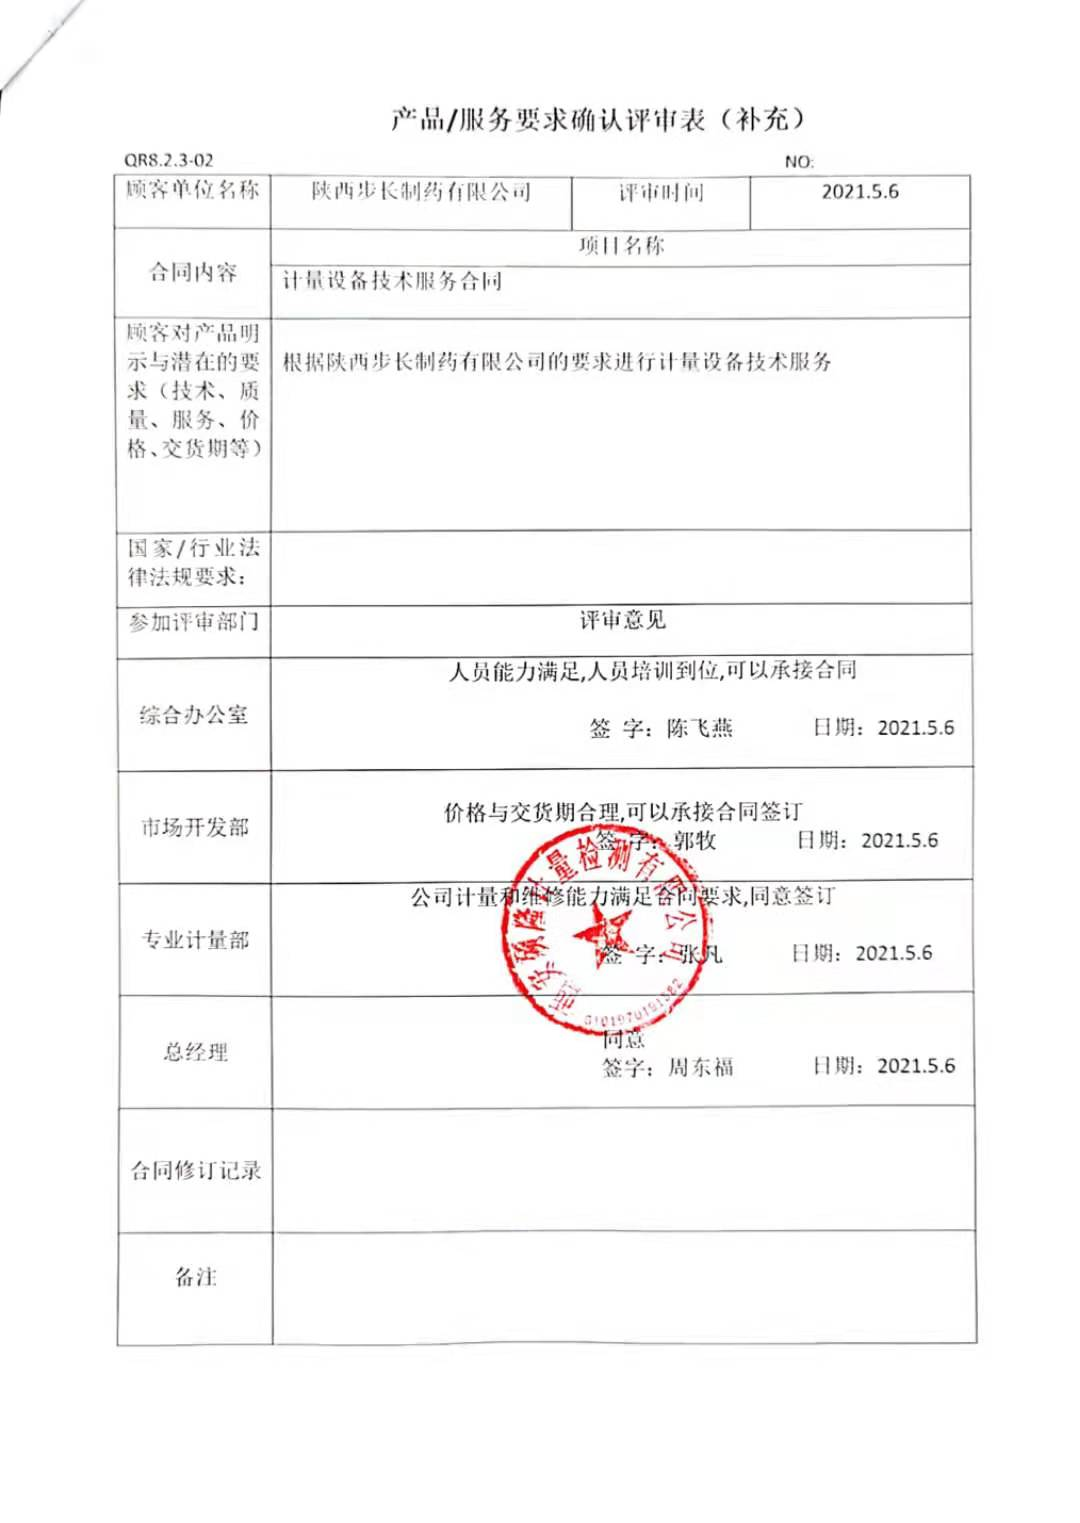 产品/服务要求确认评审表（补充）
QR8.2.3-02
NO:
顾客单位名称
陕西步长制药有限公司
评审时间
2021.5.6
合同内容
项目名称
计量设备技术服务合同
顾客对产品明
示与潜在的要
求（技术、质
量、服务、价
格、交货期等）
根据陕西步长制药有限公司的要求进行计量设备技术服务
国家/行业法
律法规要求：
参加评审部门
评审意见
综合办公室
人员能力满足,人员培训到位,可以承接合同
签 字：陈飞燕 日期：2021.5.6
市场开发部
价格与交货期合理,可以承接合同签订
签 字：郭牧 日期：2021.5.6
专业计量部
公司计量和维修能力满足合同要求,同意签订
签 字：张凡 日期：2021.5.6
总经理
同意
签字：周东福 日期：2021.5.6
合同修订记录
备注
西安硕隆计量检测有限公司